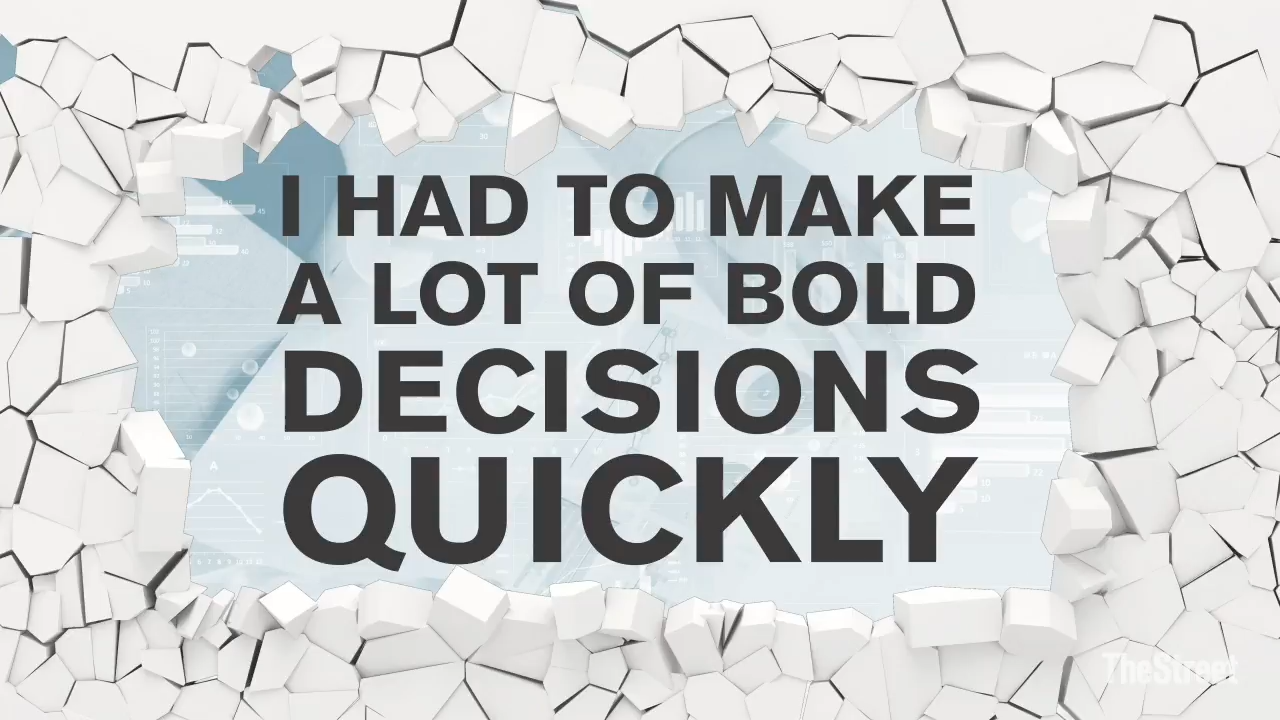 I HAD TO MAKE
A LOT OF BOLD
DECISIONS
QUICKLY
TheStreet